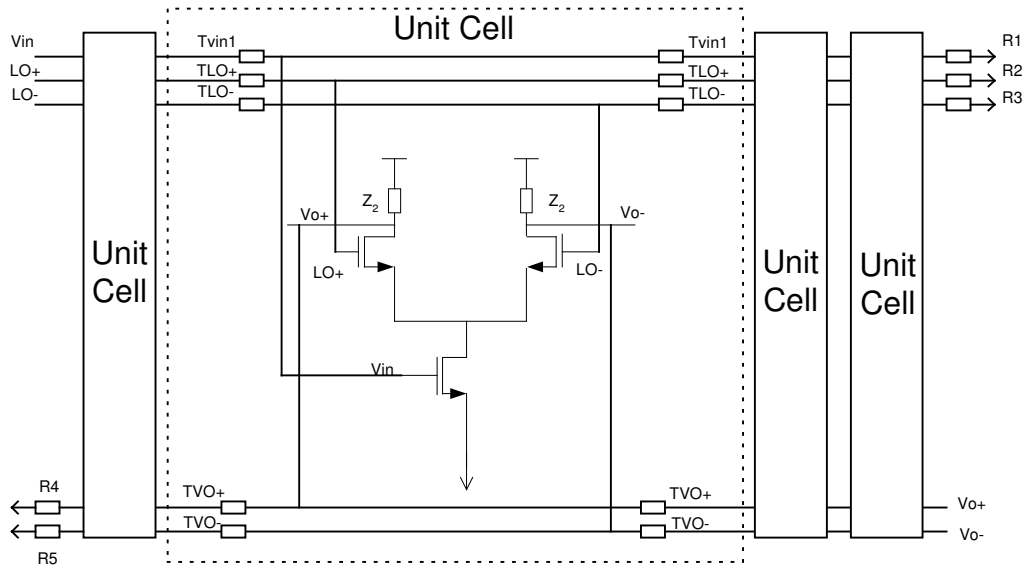 Unit Cell
Vin
Tvin1
Tvin1
R1
LO+
TLO+
TLO+
R2
LO-
TLO-
TLO-
R3
Z2
Z2
Vo+
Vo-
LO+
LO-
Unit
Cell
Unit
Cell
Unit
Cell
Vin
R4
TVO+
TVO+
Vo+
TVO-
TVO-
Vo-
R5